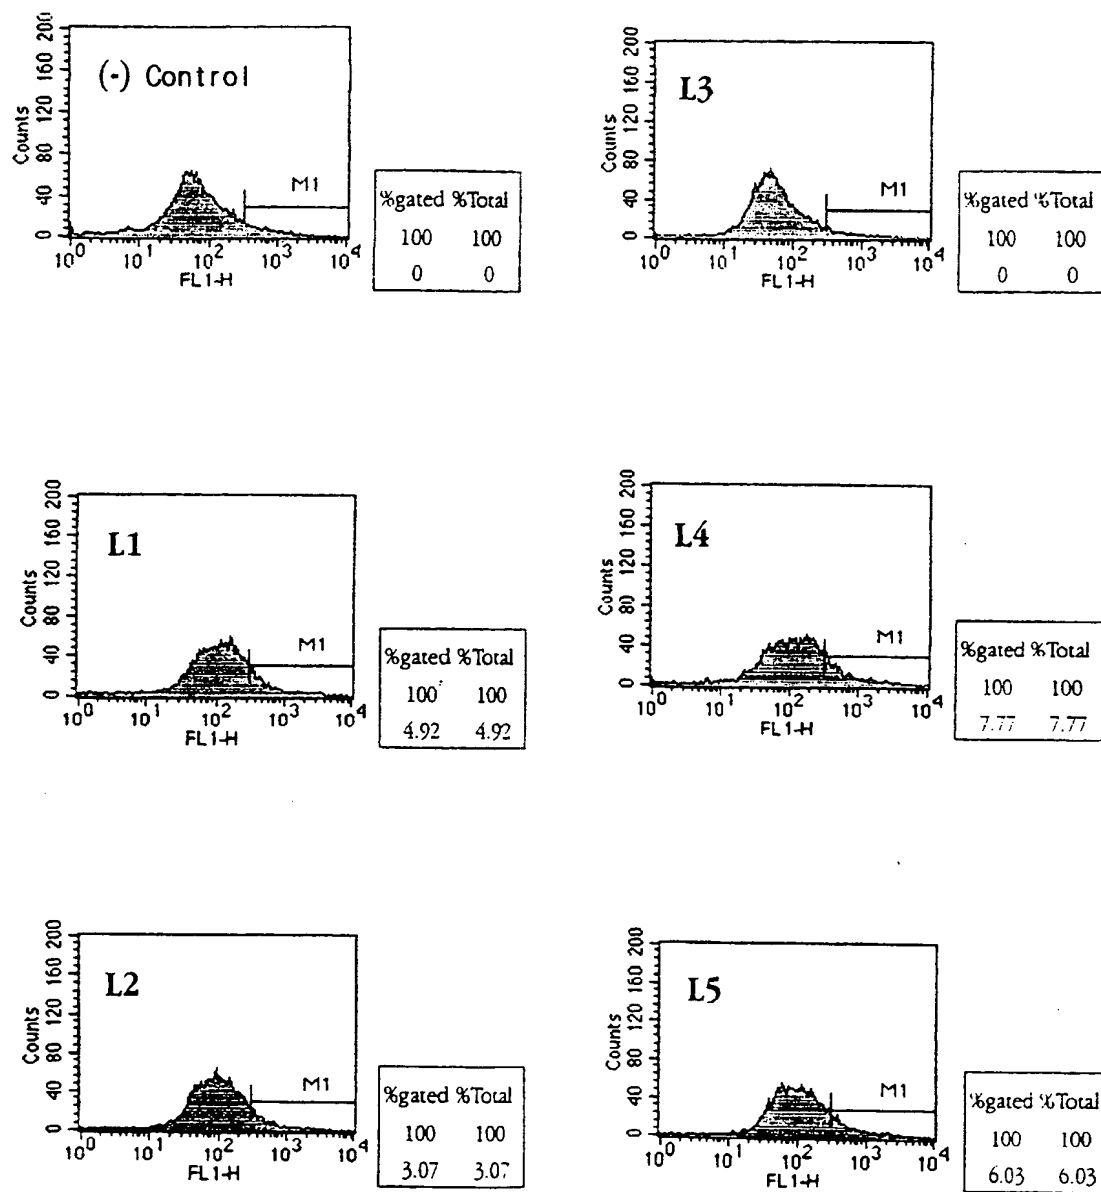 (-) Control
Counts
200
160
120
80
40
0
M1
10^0 10^1 10^2 10^3 10^4
FL1-H
%gated %Total
100 100
0 0
L3
Counts
200
160
120
80
40
0
M1
10^0 10^1 10^2 10^3 10^4
FL1-H
%gated %Total
100 100
0 0
L1
Counts
200
160
120
80
40
0
M1
10^0 10^1 10^2 10^3 10^4
FL1-H
%gated %Total
100 100
4.92 4.92
L4
Counts
200
160
120
80
40
0
M1
10^0 10^1 10^2 10^3 10^4
FL1-H
%gated %Total
100 100
7.77 7.77
L2
Counts
200
160
120
80
40
0
M1
10^0 10^1 10^2 10^3 10^4
FL1-H
%gated %Total
100 100
3.07 3.07
L5
Counts
200
160
120
80
40
0
M1
10^0 10^1 10^2 10^3 10^4
FL1-H
%gated %Total
100 100
6.03 6.03